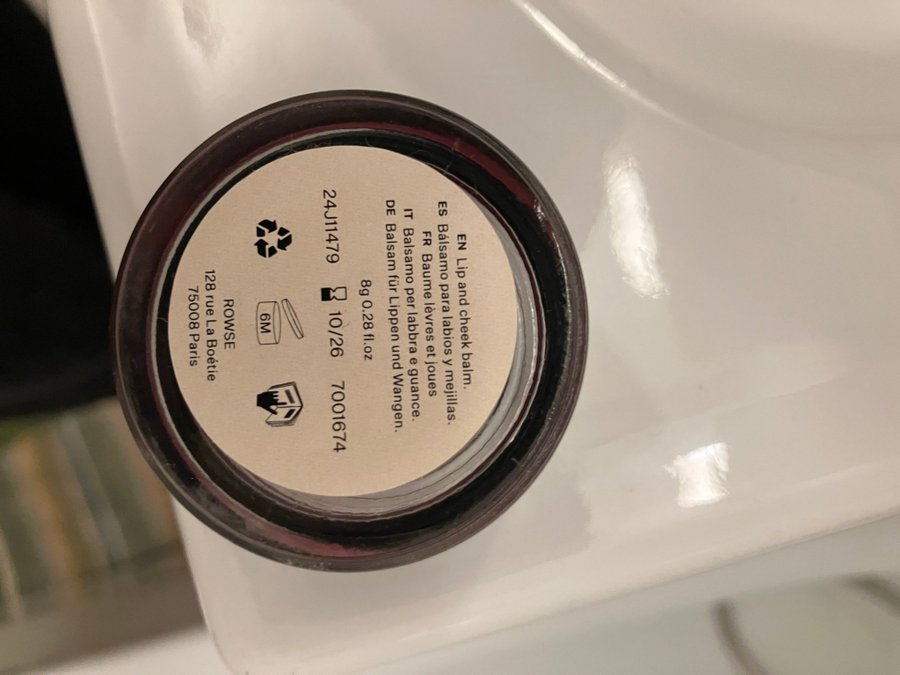 EN Lip and cheek balm.
ES Bálsamo para labios y mejillas.
FR Baume lèvres et joues
IT Balsamo per labbra e guance.
DE Balsam für Lippen und Wangen.
8g 0.28 fl.oz
24J11479 10/26 7001674
6M
ROWSE
128 rue La Boétie
75008 Paris